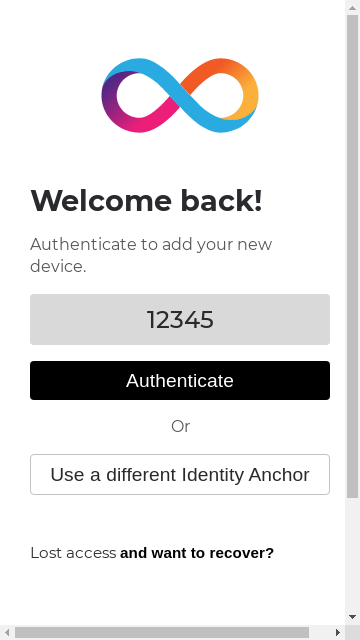 Welcome back!
Authenticate to add your new
device.
12345
Authenticate
Or
Use a different Identity Anchor
Lost access and want to recover?